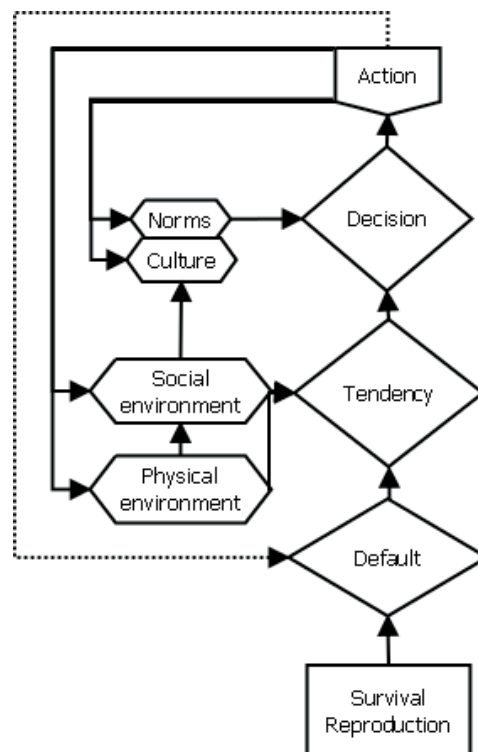 Action
Norms
Decision
Culture
Social
environment
Tendency
Physical
environment
Default
Survival
Reproduction